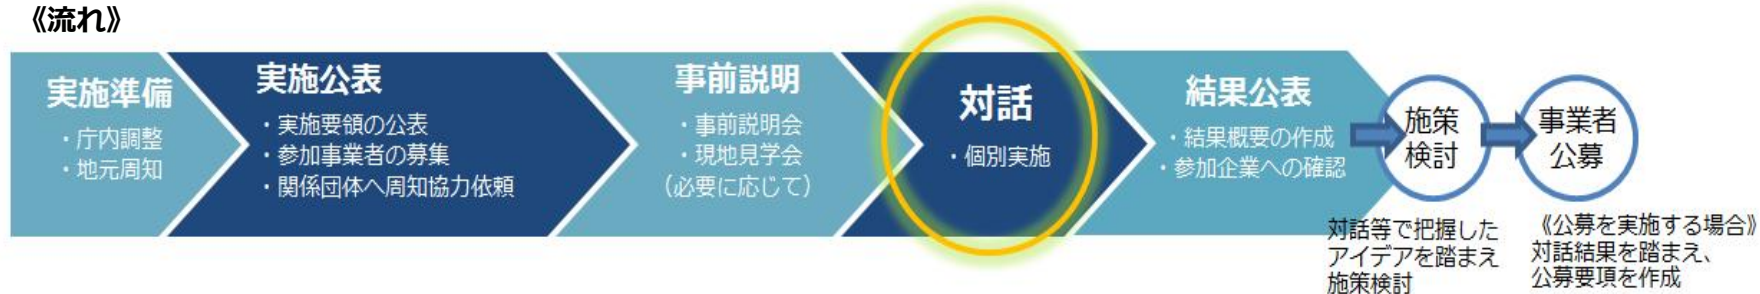 《流れ》
実施準備
・庁内調整
・地元周知
実施公表
・実施要領の公表
・参加事業者の募集
・関係団体へ周知協力依頼
事前説明
・事前説明会
・現地見学会
（必要に応じて）
対話
・個別実施
結果公表
・結果概要の作成
・参加企業への確認
施策
検討
対話等で把握した
アイデアを踏まえ
施策検討
事業者
公募
《公募を実施する場合》
対話結果を踏まえ、
公募要項を作成